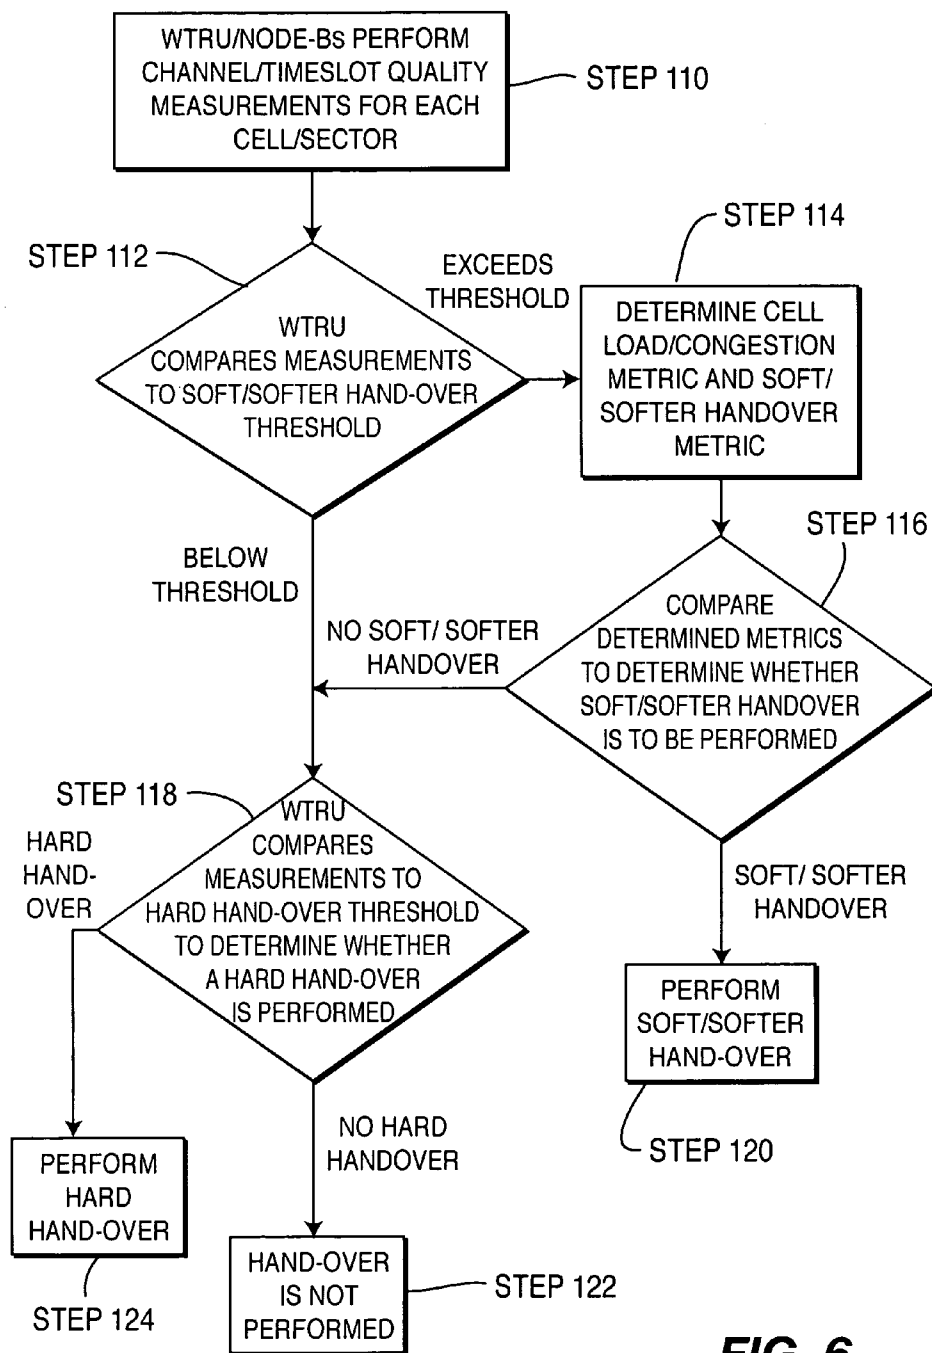 WTRU/NODE-Bs PERFORM
CHANNEL/TIMESLOT QUALITY
MEASUREMENTS FOR EACH
CELL/SECTOR
STEP 110
STEP 112
WTRU
COMPARES MEASUREMENTS
TO SOFT/SOFTER HAND-OVER
THRESHOLD
EXCEEDS
THRESHOLD
STEP 114
DETERMINE CELL
LOAD/CONGESTION
METRIC AND SOFT/
SOFTER HANDOVER
METRIC
BELOW
THRESHOLD
STEP 116
COMPARE
DETERMINED METRICS
TO DETERMINE WHETHER
SOFT/SOFTER HANDOVER
IS TO BE PERFORMED
NO SOFT/ SOFTER
HANDOVER
STEP 118
WTRU
COMPARES
MEASUREMENTS TO
HARD HAND-OVER THRESHOLD
TO DETERMINE WHETHER
A HARD HAND-OVER
IS PERFORMED
HARD
HAND-
OVER
SOFT/ SOFTER
HANDOVER
PERFORM
SOFT/SOFTER
HAND-OVER
STEP 120
NO HARD
HANDOVER
PERFORM
HARD
HAND-OVER
STEP 124
HAND-OVER
IS NOT
PERFORMED
STEP 122
FIG. 6